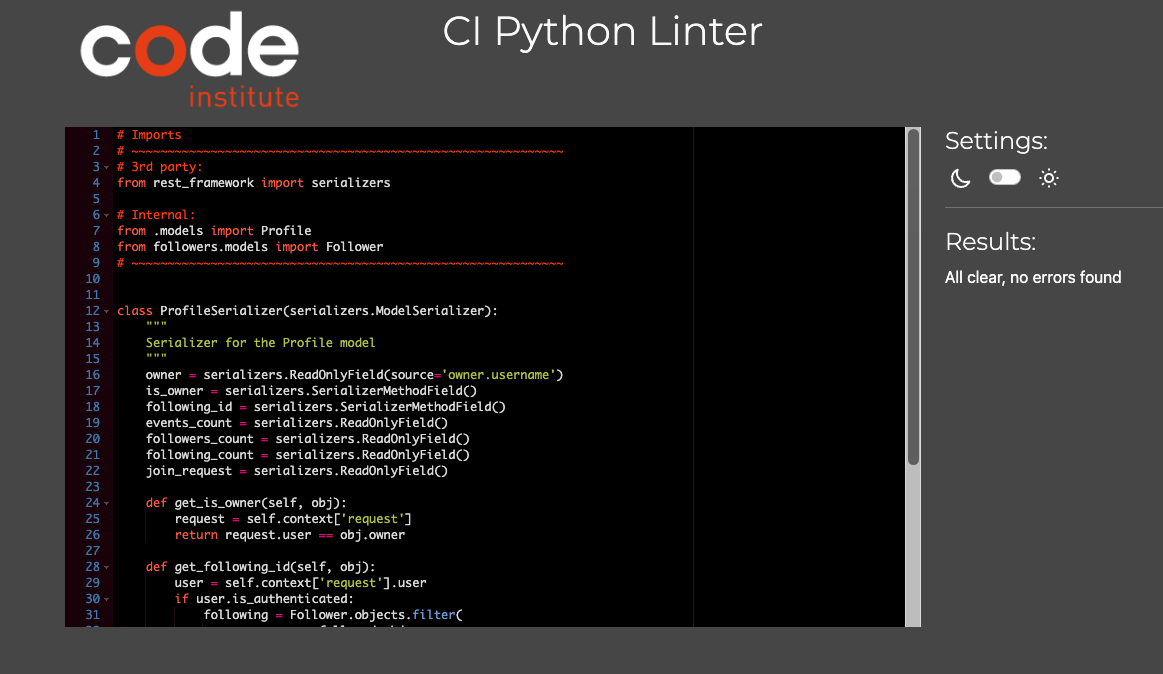 code
institute
CI Python Linter
1 # Imports
2 # ~~~~~~~~~~~~~~~~~~~~~~~~~~~~~~~~~~~~~~~~~~~~~~~~~~~~~~~~~~~~
3 # 3rd party:
4 from rest_framework import serializers
5
6 # Internal:
7 from .models import Profile
8 from followers.models import Follower
9 # ~~~~~~~~~~~~~~~~~~~~~~~~~~~~~~~~~~~~~~~~~~~~~~~~~~~~~~~~~~~~
10
11
12 class ProfileSerializer(serializers.ModelSerializer):
13     """
14     Serializer for the Profile model
15     """
16     owner = serializers.ReadOnlyField(source='owner.username')
17     is_owner = serializers.SerializerMethodField()
18     following_id = serializers.SerializerMethodField()
19     events_count = serializers.ReadOnlyField()
20     followers_count = serializers.ReadOnlyField()
21     following_count = serializers.ReadOnlyField()
22     join_request = serializers.ReadOnlyField()
23
24     def get_is_owner(self, obj):
25         request = self.context['request']
26         return request.user == obj.owner
27
28     def get_following_id(self, obj):
29         user = self.context['request'].user
30         if user.is_authenticated:
31             following = Follower.objects.filter(
Settings:
Results:
All clear, no errors found